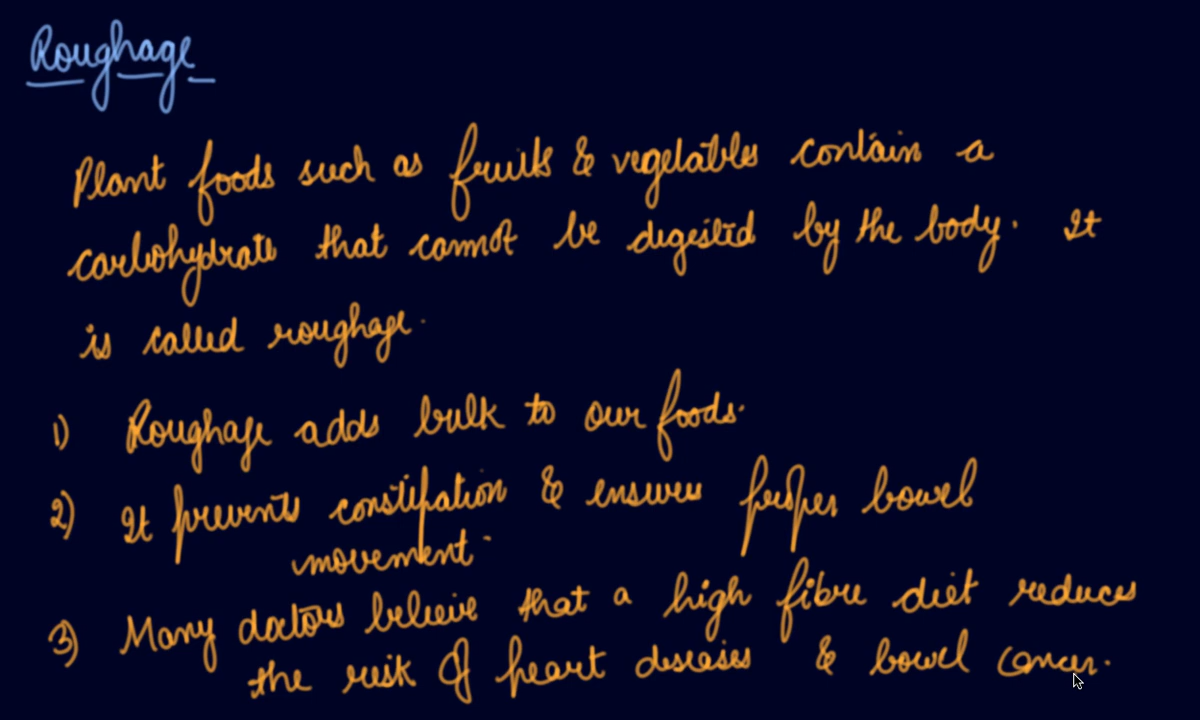 Roughage
Plant foods such as fruits & vegetables contain a
carbohydrate that cannot be digested by the body. It
is called roughage.
1) Roughage adds bulk to our foods.
2) It prevents constipation & ensures proper bowel
movement.
3) Many doctors believe that a high fibre diet reduces
the risk of heart diseases & bowel cancer.